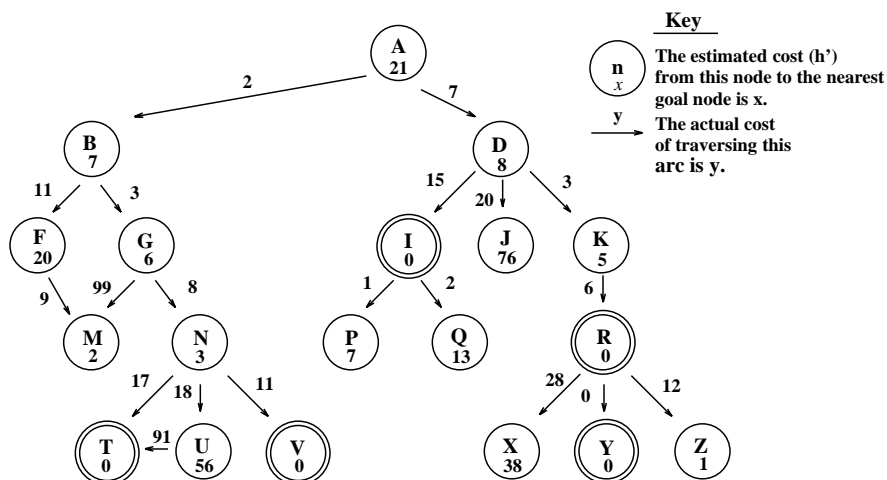 Key
A
21
n
x
The estimated cost (h')
from this node to the nearest
goal node is x.
2
7
y
The actual cost
of traversing this
arc is y.
B
7
D
8
11
3
15
20
3
F
20
G
6
I
0
J
76
K
5
9
99
8
1
2
6
M
2
N
3
P
7
Q
13
R
0
17
18
11
28
0
12
T
0
91
U
56
V
0
X
38
Y
0
Z
1